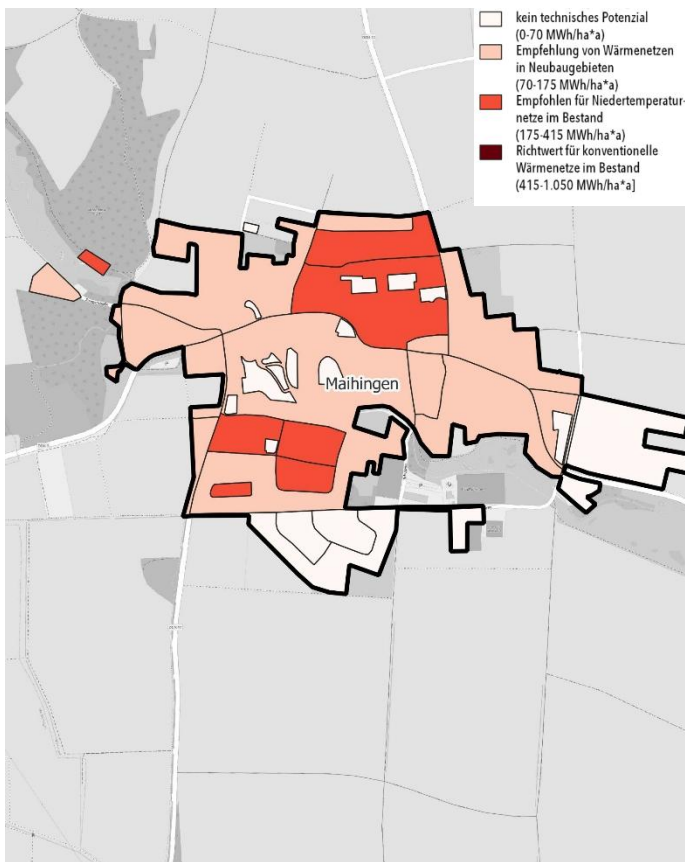 kein technisches Potenzial
(0-70 MWh/ha*a)
Empfehlung von Wärmenetzen
in Neubaugebieten
(70-175 MWh/ha*a)
Empfohlen für Niedertemperatur-
netze im Bestand
(175-415 MWh/ha*a)
Richtwert für konventionelle
Wärmenetze im Bestand
(415-1.050 MWh/ha*a]
Maihingen